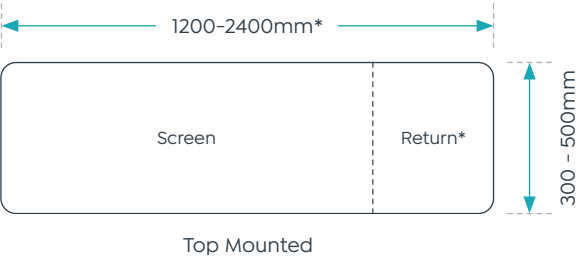 1200-2400mm*
Screen
Return*
300 - 500mm
Top Mounted